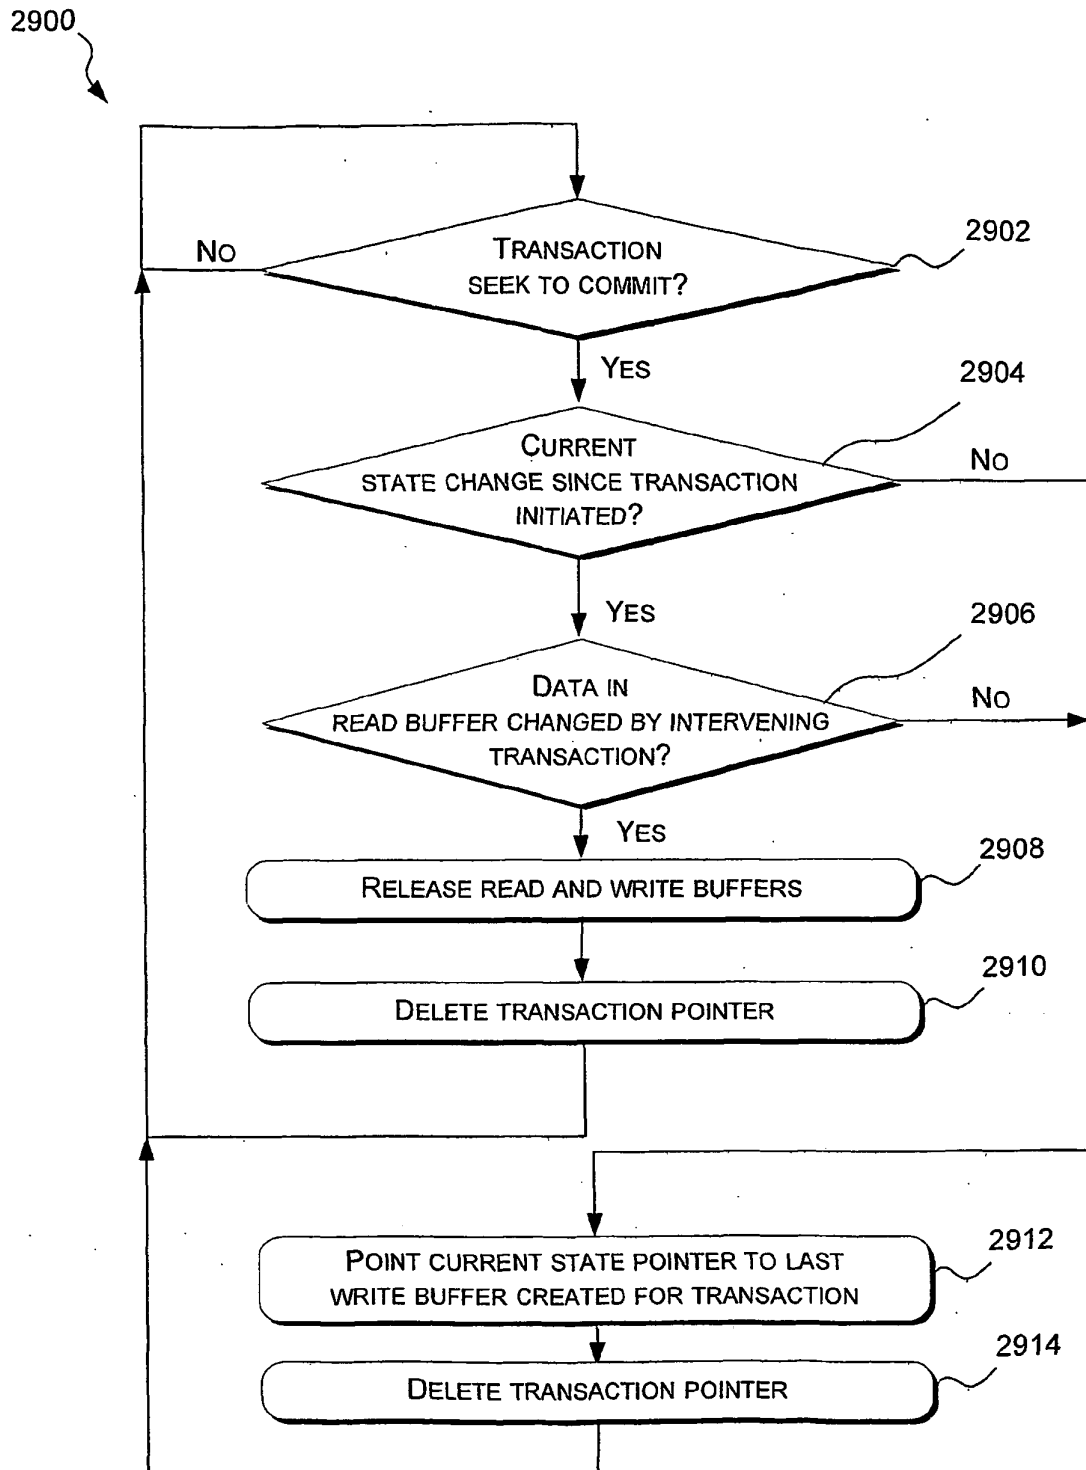 2900
TRANSACTION
SEEK TO COMMIT?
2902
NO
YES
2904
CURRENT
STATE CHANGE SINCE TRANSACTION
INITIATED?
NO
YES
2906
DATA IN
READ BUFFER CHANGED BY INTERVENING
TRANSACTION?
NO
YES
2908
RELEASE READ AND WRITE BUFFERS
2910
DELETE TRANSACTION POINTER
2912
POINT CURRENT STATE POINTER TO LAST
WRITE BUFFER CREATED FOR TRANSACTION
2914
DELETE TRANSACTION POINTER